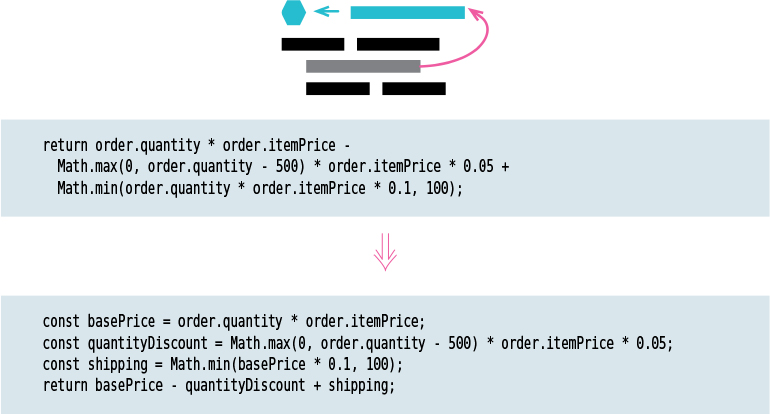 return order.quantity * order.itemPrice -
Math.max(0, order.quantity - 500) * order.itemPrice * 0.05 +
Math.min(order.quantity * order.itemPrice * 0.1, 100);
const basePrice = order.quantity * order.itemPrice;
const quantityDiscount = Math.max(0, order.quantity - 500) * order.itemPrice * 0.05;
const shipping = Math.min(basePrice * 0.1, 100);
return basePrice - quantityDiscount + shipping;